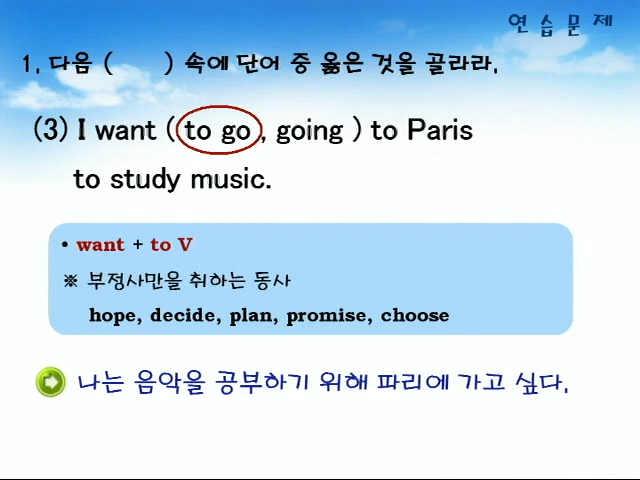 연습문제
1. 다음 (      ) 속에 단어 중 옳은 것을 골라라.
(3) I want ( to go , going ) to Paris
to study music.
• want + to V
※ 부정사만을 취하는 동사
hope, decide, plan, promise, choose
나는 음악을 공부하기 위해 파리에 가고 싶다.